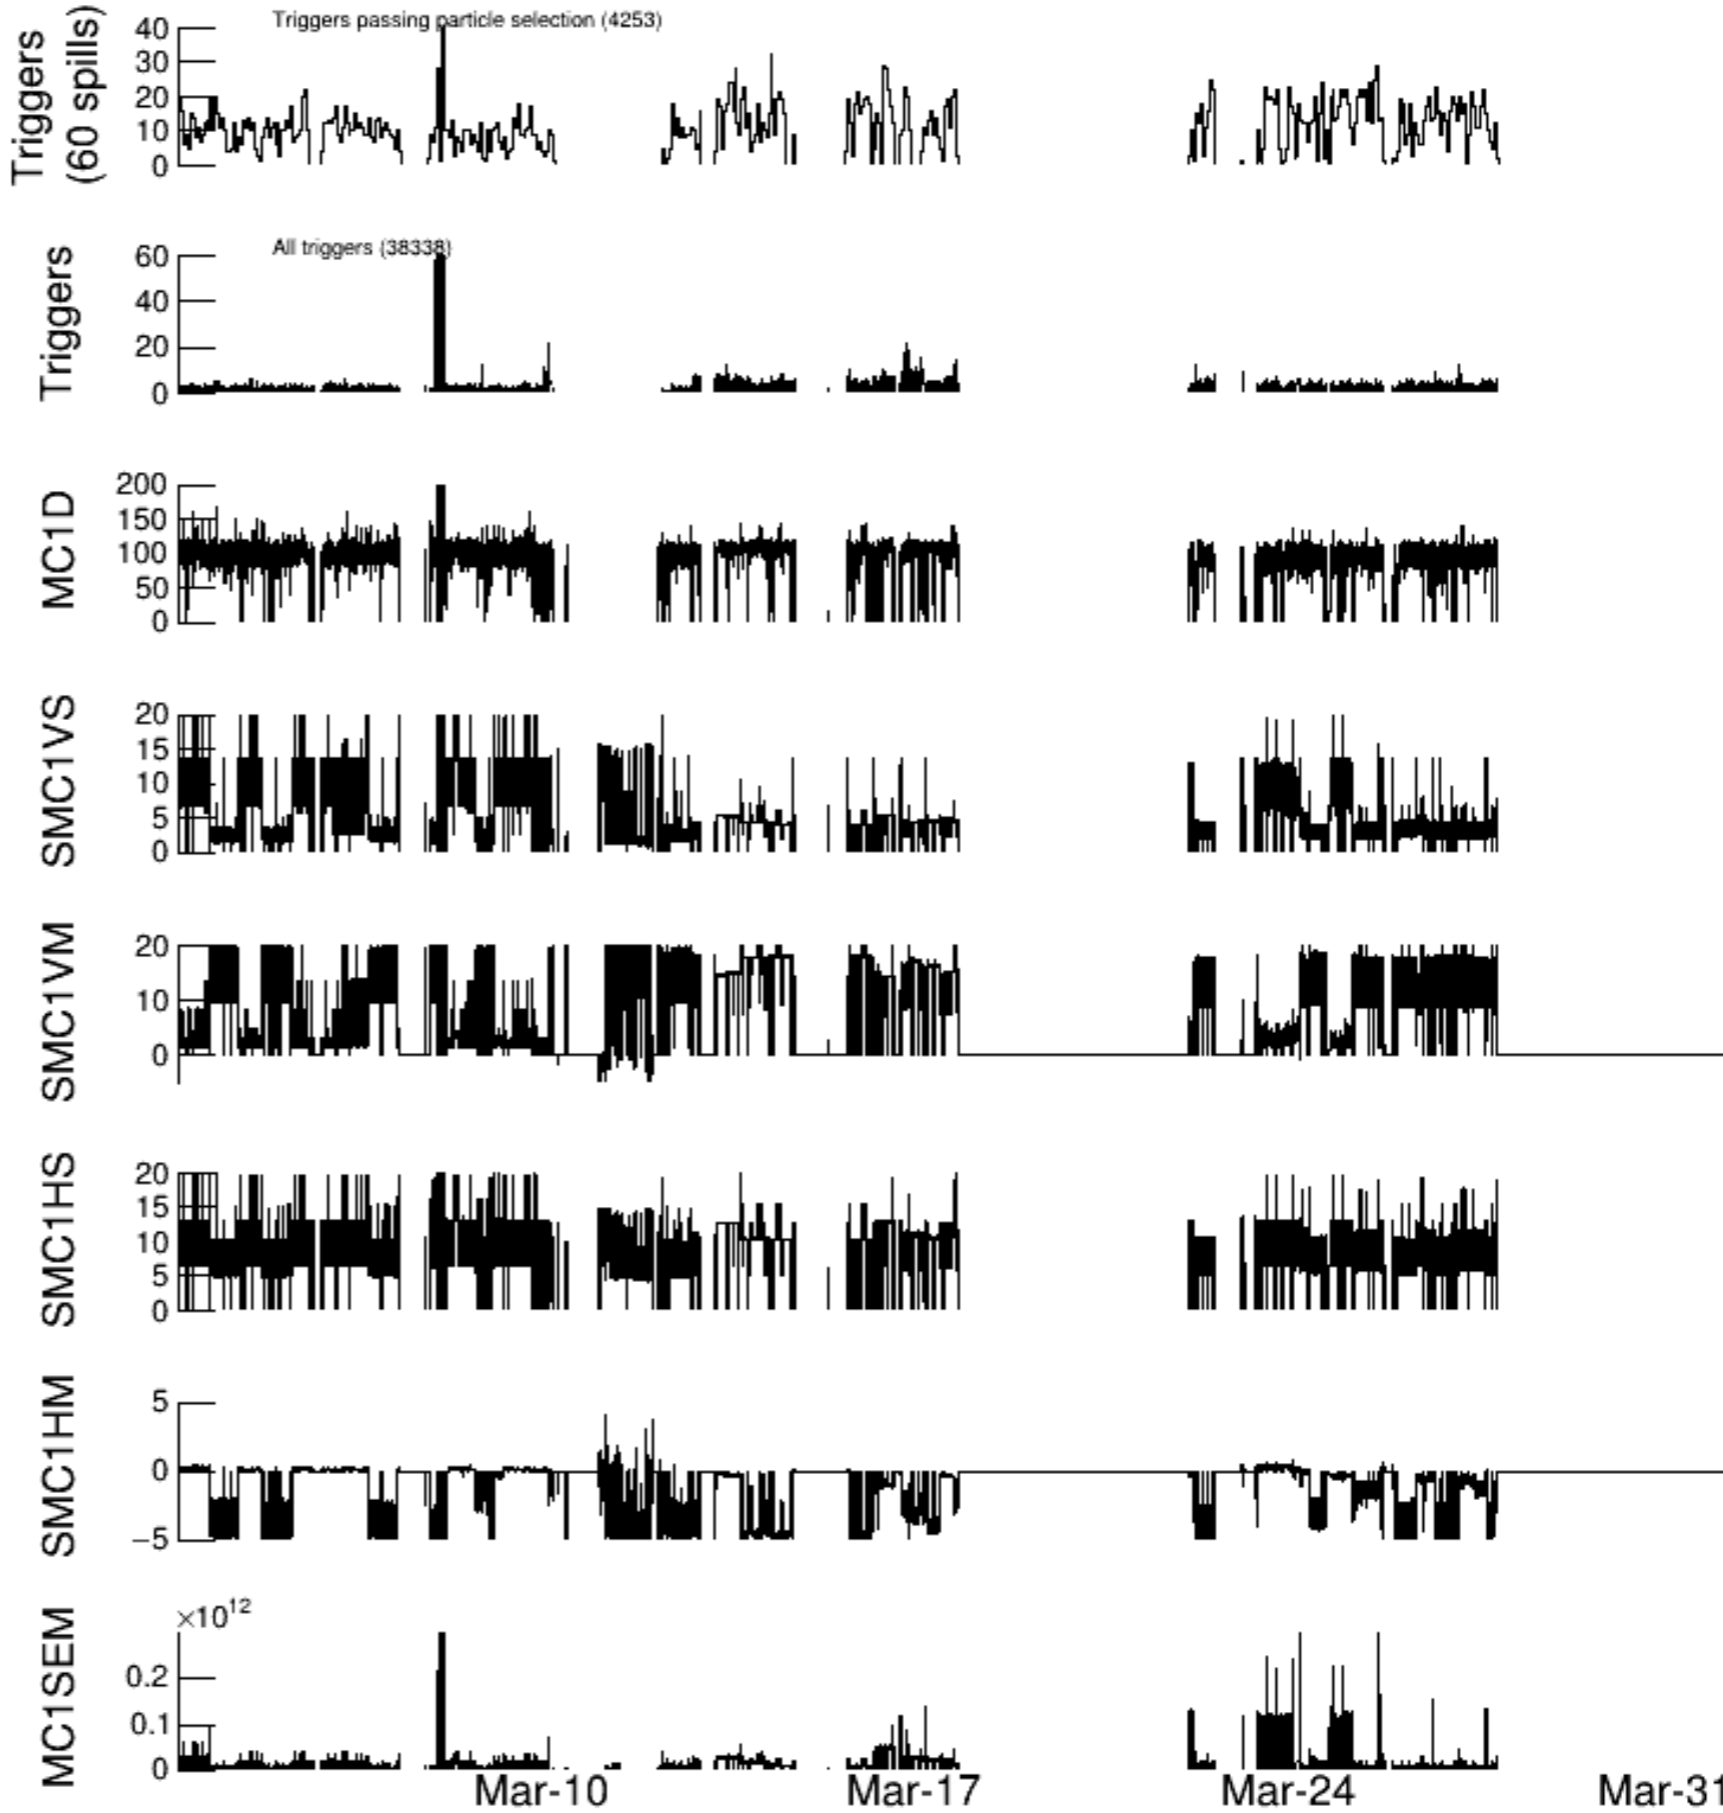 Triggers
(60 spills)
Triggers passing particle selection (4253)
40
30
20
10
0
Triggers
All triggers (38338)
60
40
20
0
MC1D
200
150
100
50
0
SMC1VS
20
15
10
5
0
SMC1VM
20
10
0
SMC1HS
20
15
10
5
0
SMC1HM
5
0
−5
MC1SEM
×10¹²
0.2
0.1
0
Mar-10 Mar-17 Mar-24 Mar-31